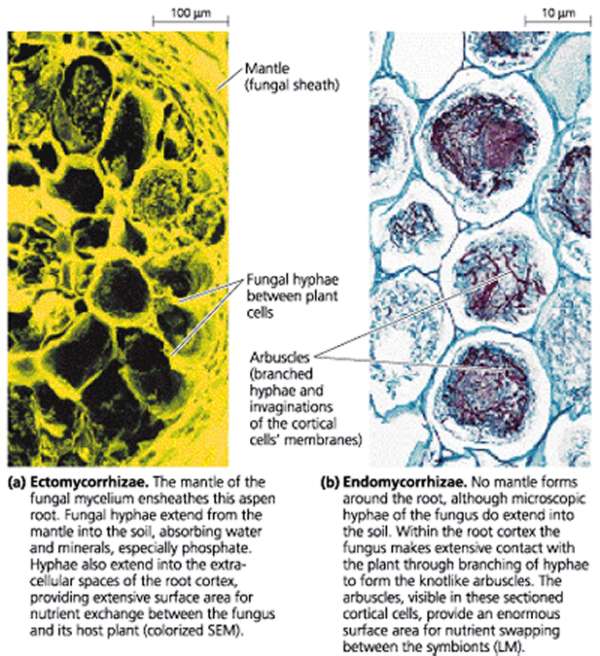 100 µm
10 µm
Mantle
(fungal sheath)
Fungal hyphae
between plant
cells
Arbuscles
(branched
hyphae and
invaginations
of the cortical
cells' membranes)
(a) Ectomycorrhizae. The mantle of the
fungal mycelium ensheathes this aspen
root. Fungal hyphae extend from the
mantle into the soil, absorbing water
and minerals, especially phosphate.
Hyphae also extend into the extra-
cellular spaces of the root cortex,
providing extensive surface area for
nutrient exchange between the fungus
and its host plant (colorized SEM).
(b) Endomycorrhizae. No mantle forms
around the root, although microscopic
hyphae of the fungus do extend into
the soil. Within the root cortex the
fungus makes extensive contact with
the plant through branching of hyphae
to form the knotlike arbuscles. The
arbuscles, visible in these sectioned
cortical cells, provide an enormous
surface area for nutrient swapping
between the symbionts (LM).